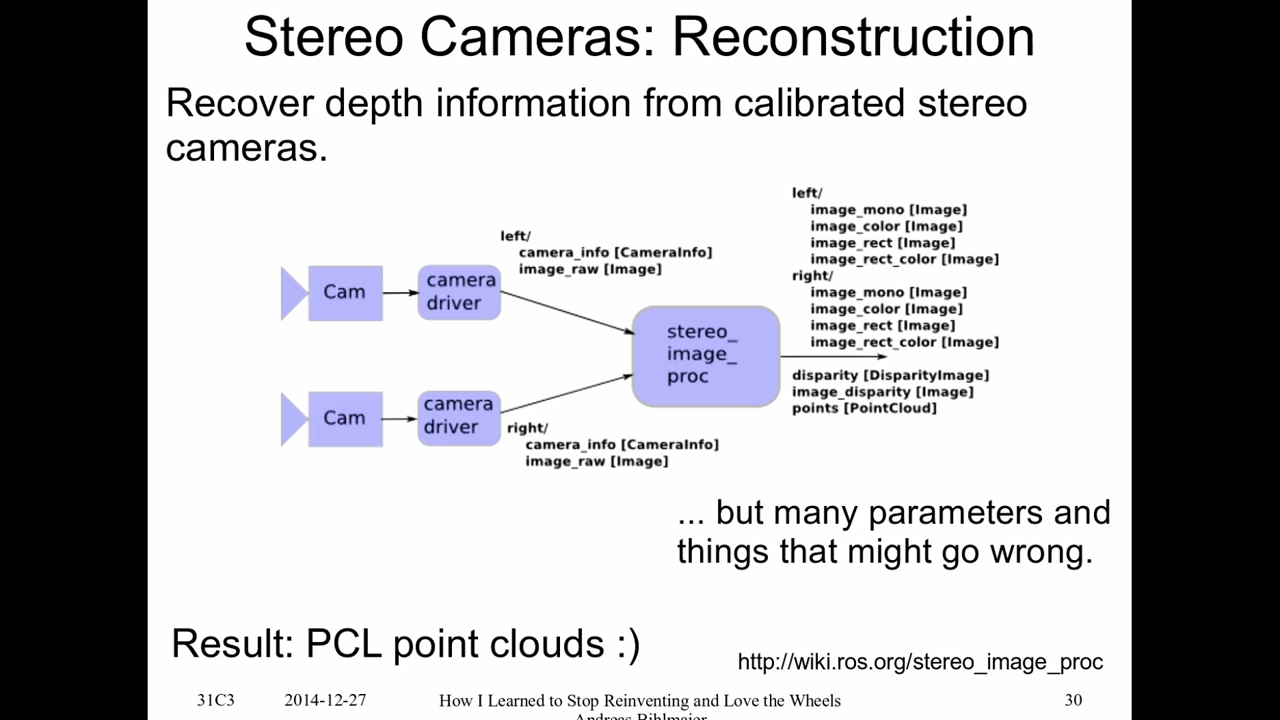 Stereo Cameras: Reconstruction
Recover depth information from calibrated stereo
cameras.
left/
camera_info [CameraInfo]
image_raw [Image]
Cam
camera
driver
stereo_
image_
proc
left/
image_mono [Image]
image_color [Image]
image_rect [Image]
image_rect_color [Image]
right/
image_mono [Image]
image_color [Image]
image_rect [Image]
image_rect_color [Image]
disparity [DisparityImage]
image_disparity [Image]
points [PointCloud]
Cam
camera
driver
right/
camera_info [CameraInfo]
image_raw [Image]
... but many parameters and
things that might go wrong.
Result: PCL point clouds :)
http://wiki.ros.org/stereo_image_proc
31C3 2014-12-27 How I Learned to Stop Reinventing and Love the Wheels 30
Andreas Bihlmaier